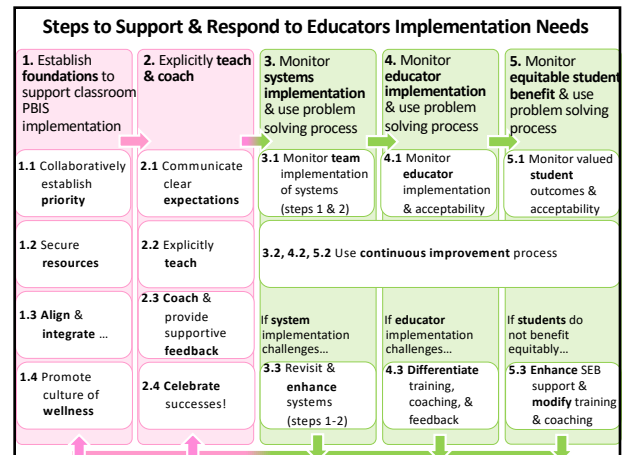 Steps to Support & Respond to Educators Implementation Needs
1. Establish
foundations to
support classroom
PBIS
implementation
2. Explicitly teach
& coach
3. Monitor
systems
implementation
& use problem
solving process
4. Monitor
educator
implementation
& use problem
solving process
5. Monitor
equitable student
benefit & use
problem solving
process
1.1 Collaboratively
establish
priority
2.1 Communicate
clear
expectations
3.1 Monitor team
implementation
of systems
(steps 1 & 2)
4.1 Monitor
educator
implementation
& acceptability
5.1 Monitor valued
student
outcomes &
acceptability
1.2 Secure
resources
2.2 Explicitly
teach
3.2, 4.2, 5.2 Use continuous improvement process
1.3 Align &
integrate …
2.3 Coach &
provide
supportive
feedback
If system
implementation
challenges…
If educator
implementation
challenges…
If students do
not benefit
equitably…
1.4 Promote
culture of
wellness
2.4 Celebrate
successes!
3.3 Revisit &
enhance
systems
(steps 1-2)
4.3 Differentiate
training,
coaching, &
feedback
5.3 Enhance SEB
support &
modify training
& coaching